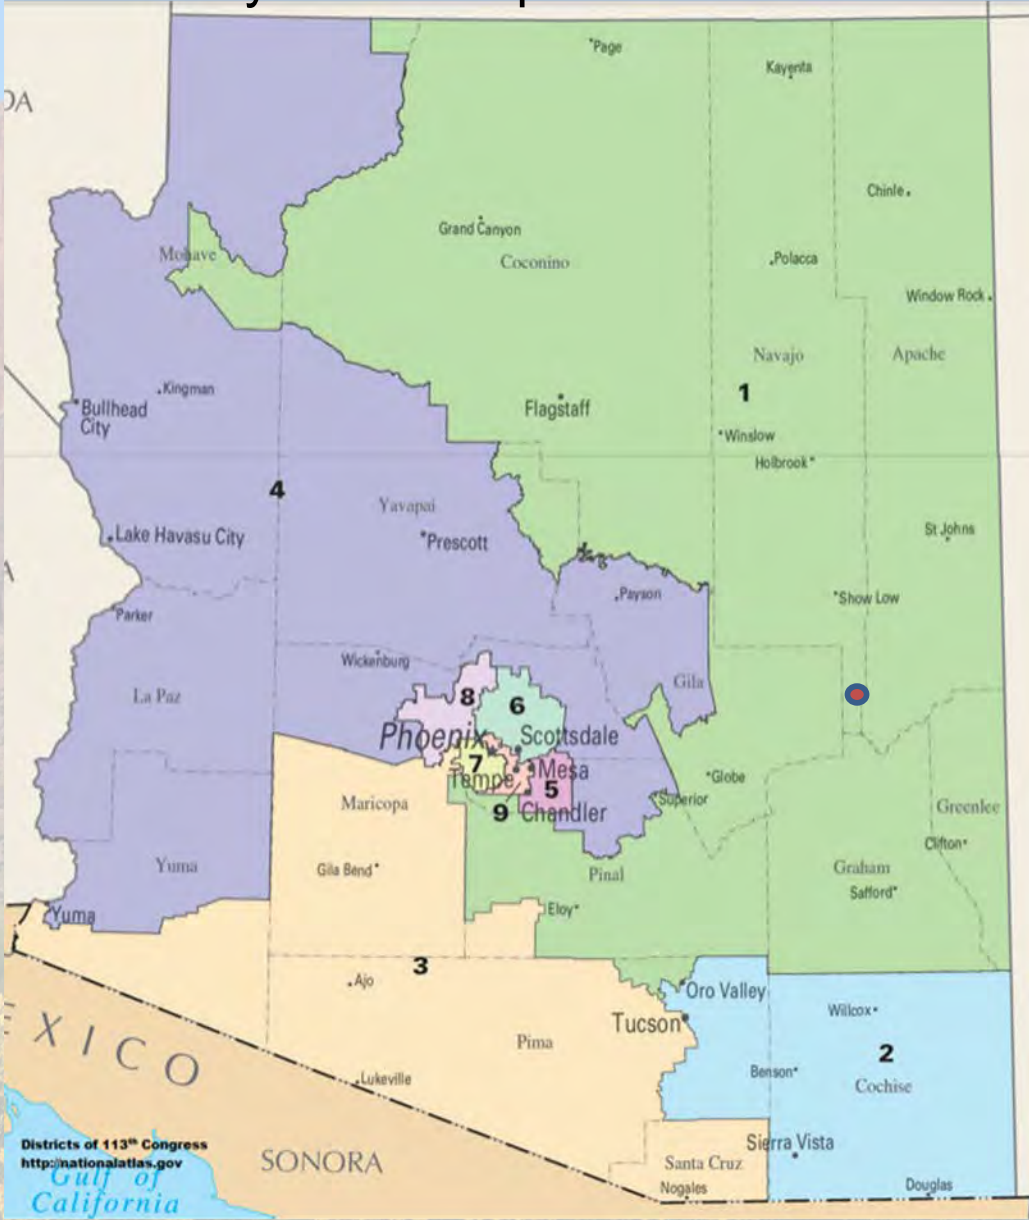 Page
Kayenta
DA
Chinle
Grand Canyon
Mohave
Coconino
Polacca
Window Rock
Navajo
Apache
Kingman
1
Bullhead
City
Flagstaff
Winslow
Holbrook
4
Yavapai
Lake Havasu City
Prescott
St Johns
A
Payson
Show Low
Parker
Wickenburg
La Paz
Gila
8
6
Phoenix
Scottsdale
7
Mesa
Tempe
5
Globe
Superior
Maricopa
9
Chandler
Greenlee
Clifton
Yuma
Gila Bend
Pinal
Graham
Safford
Yuma
Eloy
3
Ajo
Oro Valley
Willcox
Tucson
EXICO
Pima
2
Benson
Cochise
Lukeville
Districts of 113th Congress
http://nationalatlas.gov
Sierra Vista
SONORA
Santa Cruz
Gulf of
California
Nogales
Douglas